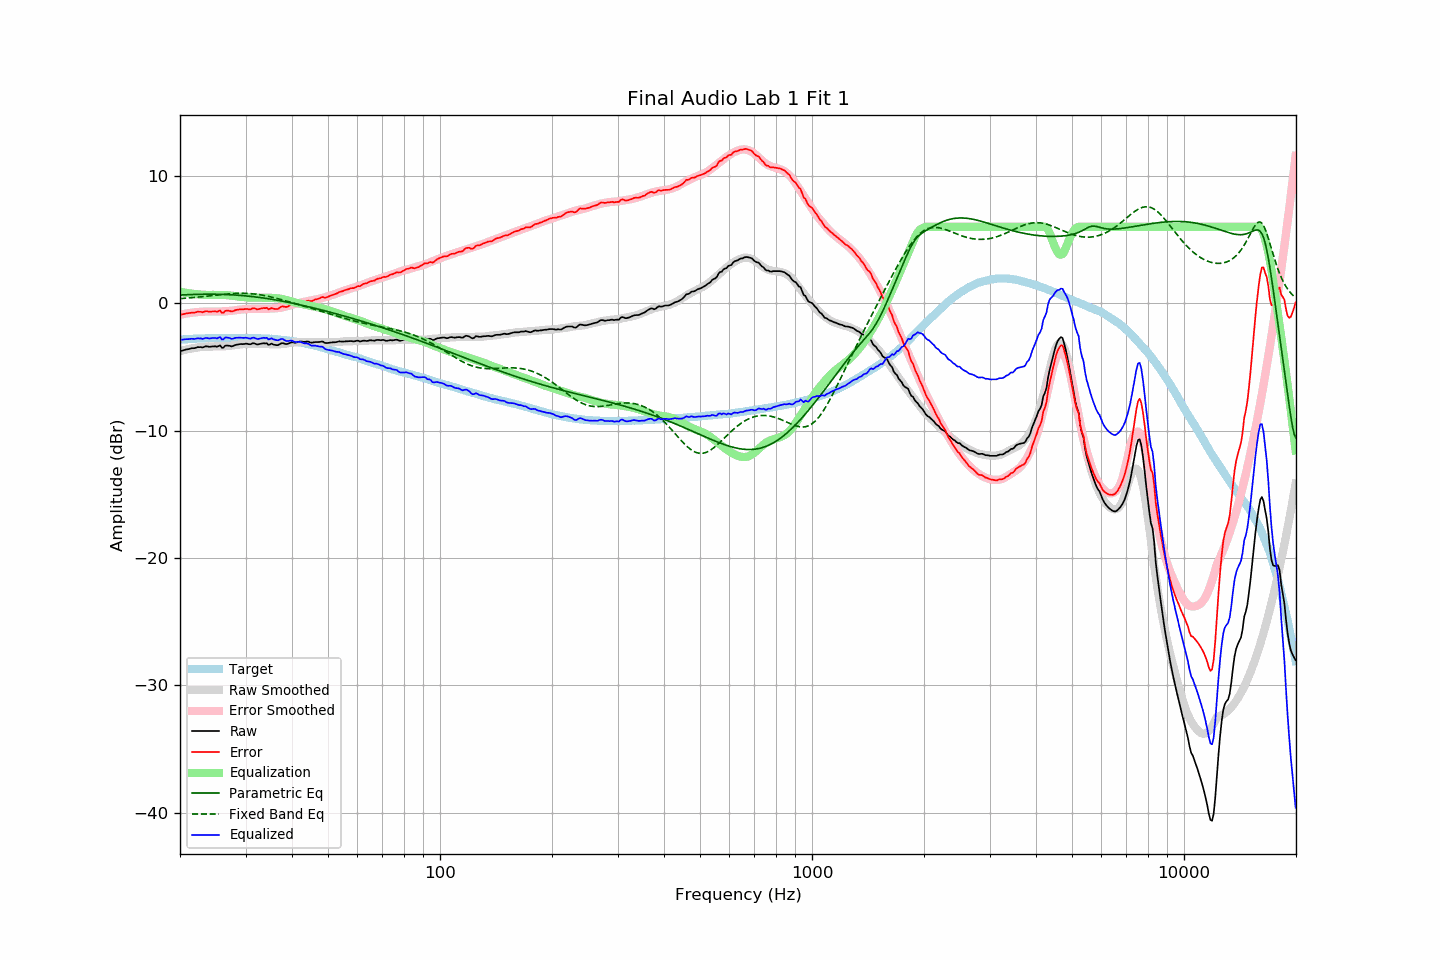 Final Audio Lab 1 Fit 1
Amplitude (dBr)
10
0
−10
−20
−30
−40
Target
Raw Smoothed
Error Smoothed
Raw
Error
Equalization
Parametric Eq
Fixed Band Eq
Equalized
100
1000
10000
Frequency (Hz)